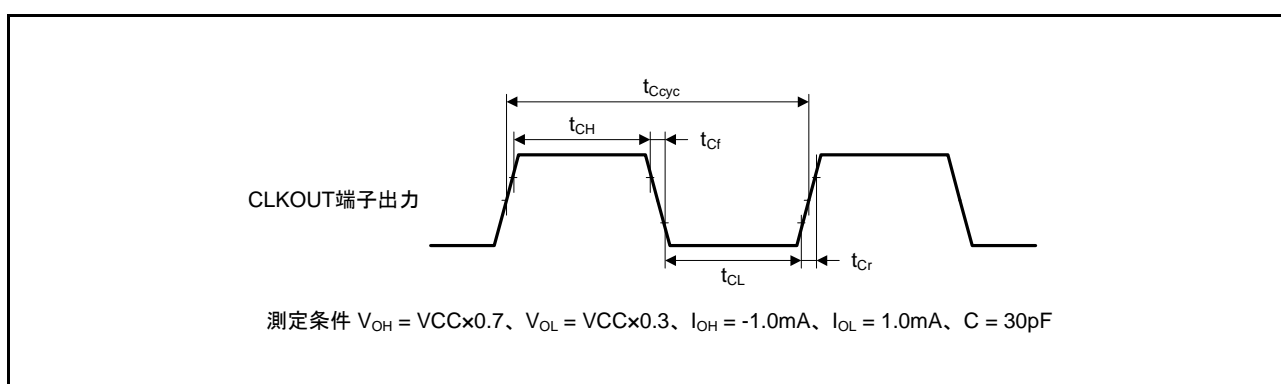 tCcyc
tCH
tCf
CLKOUT端子出力
tCL
tCr
測定条件 VOH = VCC×0.7、VOL = VCC×0.3、IOH = -1.0mA、IOL = 1.0mA、C = 30pF